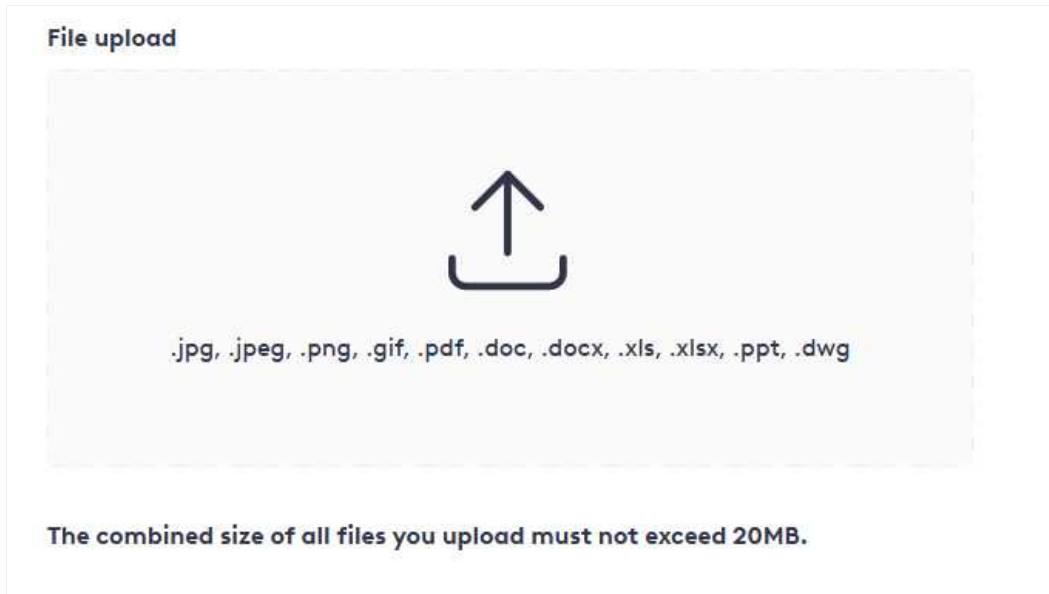 File upload
.jpg, .jpeg, .png, .gif, .pdf, .doc, .docx, .xls, .xlsx, .ppt, .dwg
The combined size of all files you upload must not exceed 20MB.